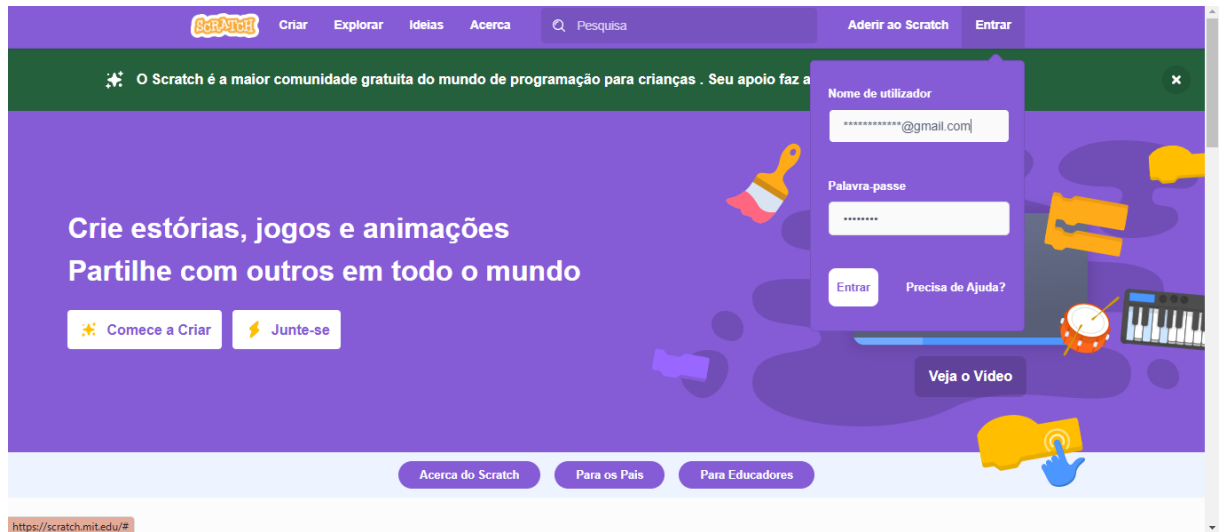 SCRATCH Criar Explorar Ideias Acerca Pesquisa Aderir ao Scratch Entrar
O Scratch é a maior comunidade gratuita do mundo de programação para crianças . Seu apoio faz a
Nome de utilizador
************@gmail.com
Palavra-passe
••••••••
Entrar Precisa de Ajuda?
Crie estórias, jogos e animações
Partilhe com outros em todo o mundo
Comece a Criar Junte-se
Veja o Video
Acerca do Scratch Para os Pais Para Educadores
https://scratch.mit.edu/#